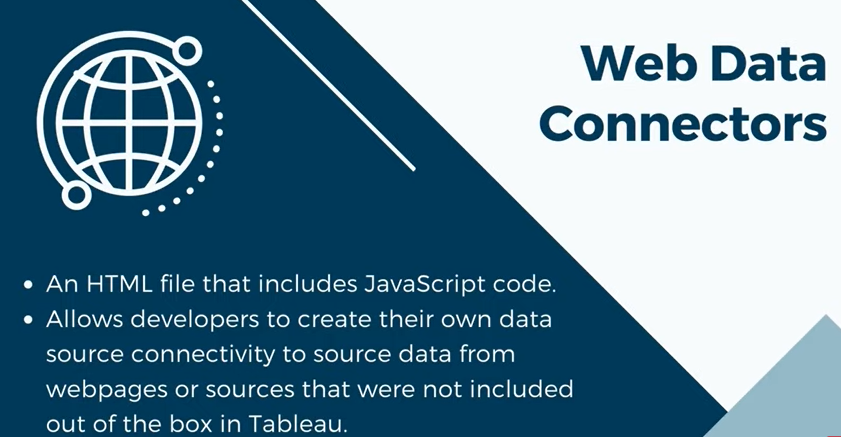 Web Data
Connectors
• An HTML file that includes JavaScript code.
• Allows developers to create their own data
source connectivity to source data from
webpages or sources that were not included
out of the box in Tableau.